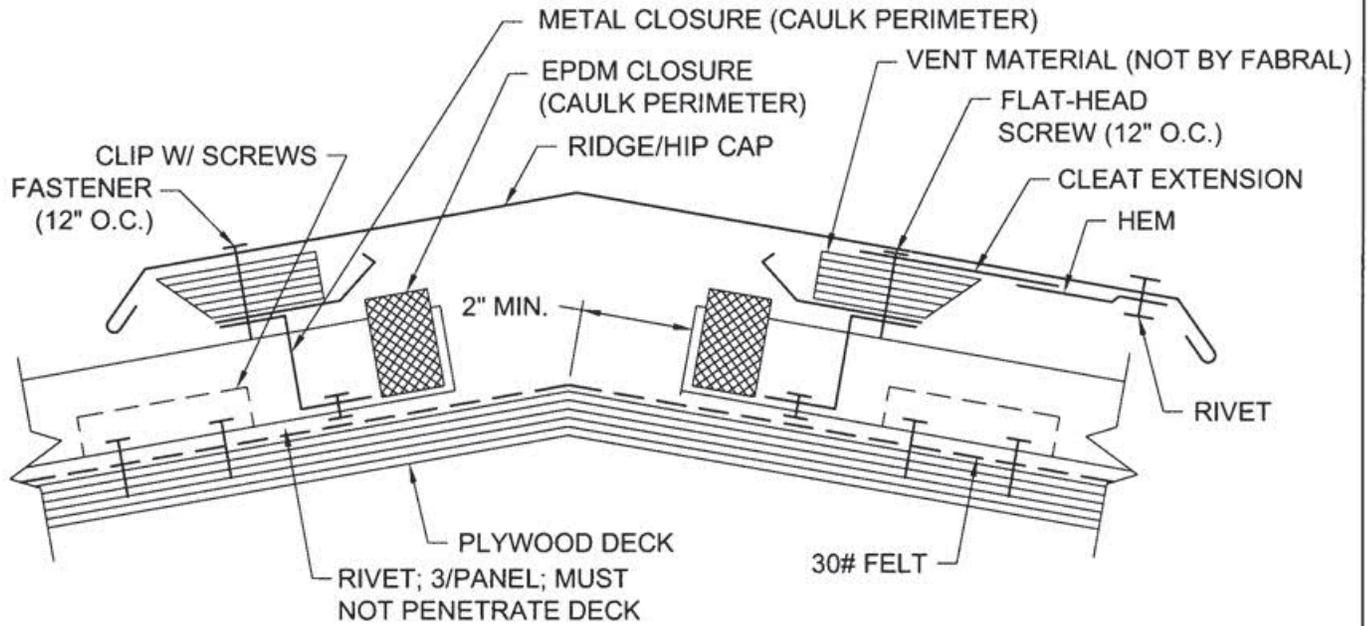 METAL CLOSURE (CAULK PERIMETER)
VENT MATERIAL (NOT BY FABRAL)
EPDM CLOSURE
(CAULK PERIMETER)
FLAT-HEAD
SCREW (12" O.C.)
RIDGE/HIP CAP
CLIP W/ SCREWS
FASTENER
(12" O.C.)
CLEAT EXTENSION
HEM
2" MIN.
RIVET
PLYWOOD DECK
30# FELT
RIVET; 3/PANEL; MUST
NOT PENETRATE DECK